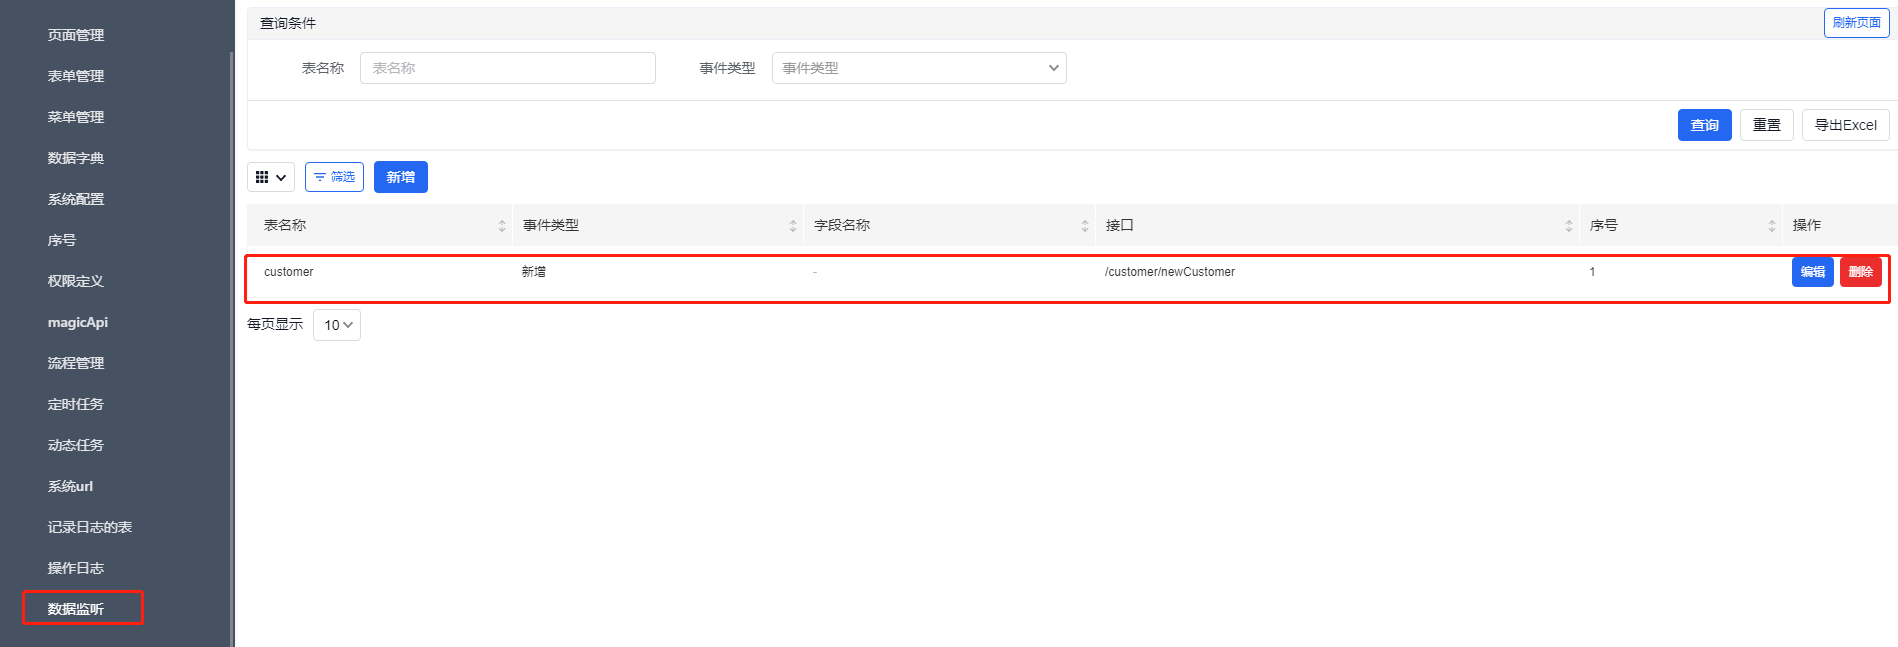 页面管理
表单管理
菜单管理
数据字典
系统配置
序号
权限定义
magicApi
流程管理
定时任务
动态任务
系统url
记录日志的表
操作日志
数据监听
查询条件 刷新页面
表名称 表名称 事件类型 事件类型
查询 重置 导出Excel
筛选 新增
表名称 事件类型 字段名称 接口 序号 操作
customer 新增 - /customer/newCustomer 1 编辑 删除
每页显示 10